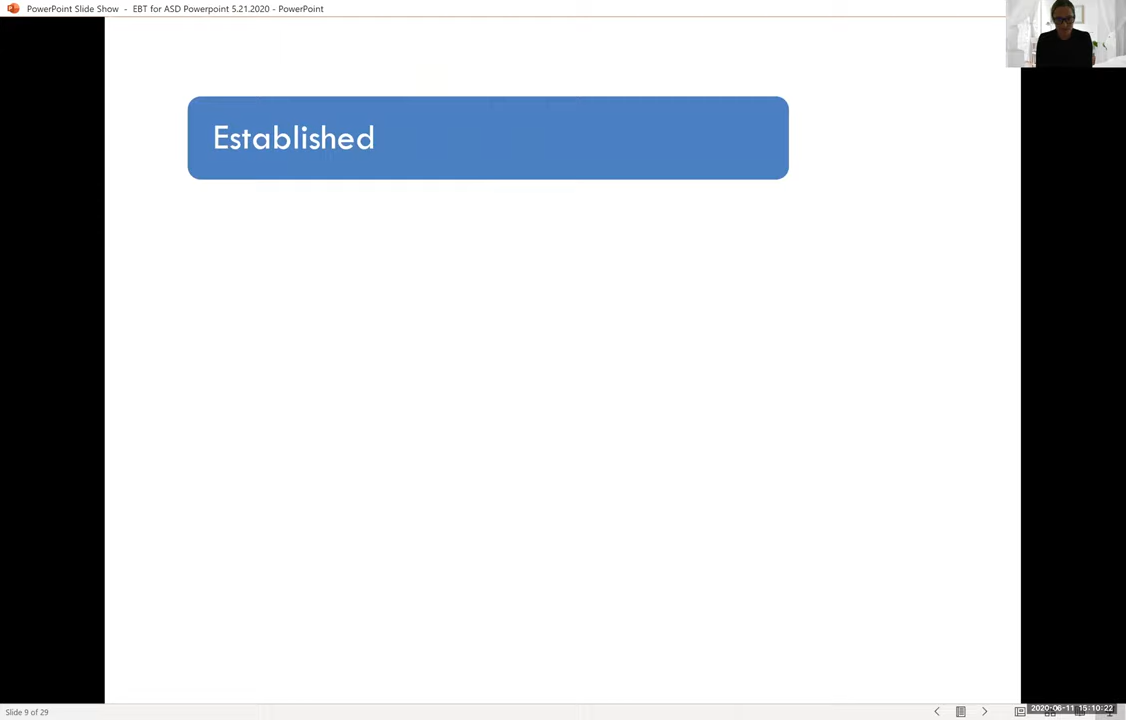 PowerPoint Slide Show - EBT for ASD Powerpoint 5.21.2020 - PowerPoint
Established
Slide 9 of 29
2020-06-11 15:10:22